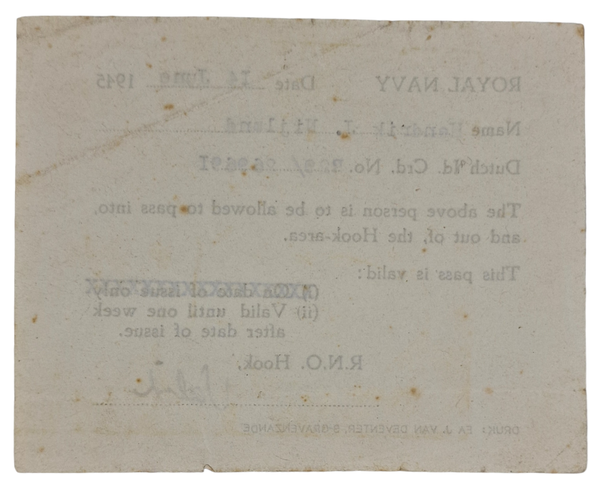 ROYAL NAVY Date 14 June 1945
Name Hendrik J. Vijlend
Dutch Id. Crd. No. 
The above person is to be allowed to pass into,
and out of, the Hook-area.
This pass is valid:
(i) On date of issue only.
(ii) Valid until one week
after date of issue.
R.N.O. Hook.
DRUK: FA J. VAN DEVENTER, S-GRAVENZANDE